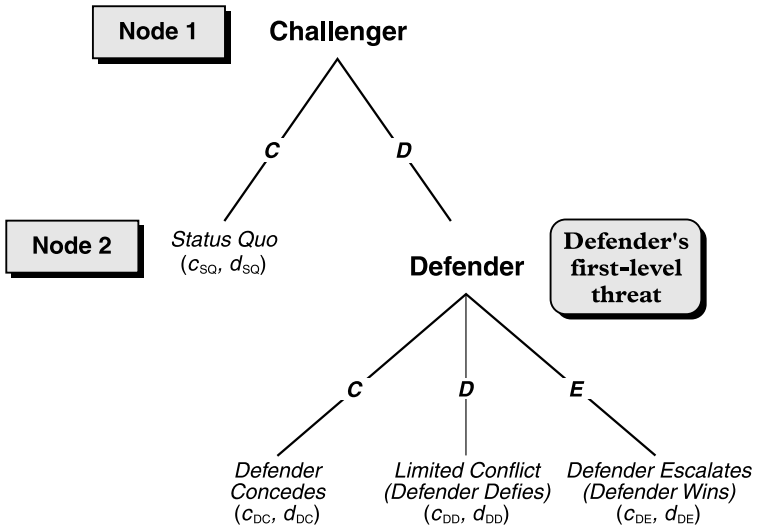 Node 1
Challenger
C
D
Node 2
Status Quo
(cSQ, dSQ)
Defender's
first-level
threat
Defender
C
D
E
Defender
Concedes
(cDC, dDC)
Limited Conflict
(Defender Defies)
(cDD, dDD)
Defender Escalates
(Defender Wins)
(cDE, dDE)